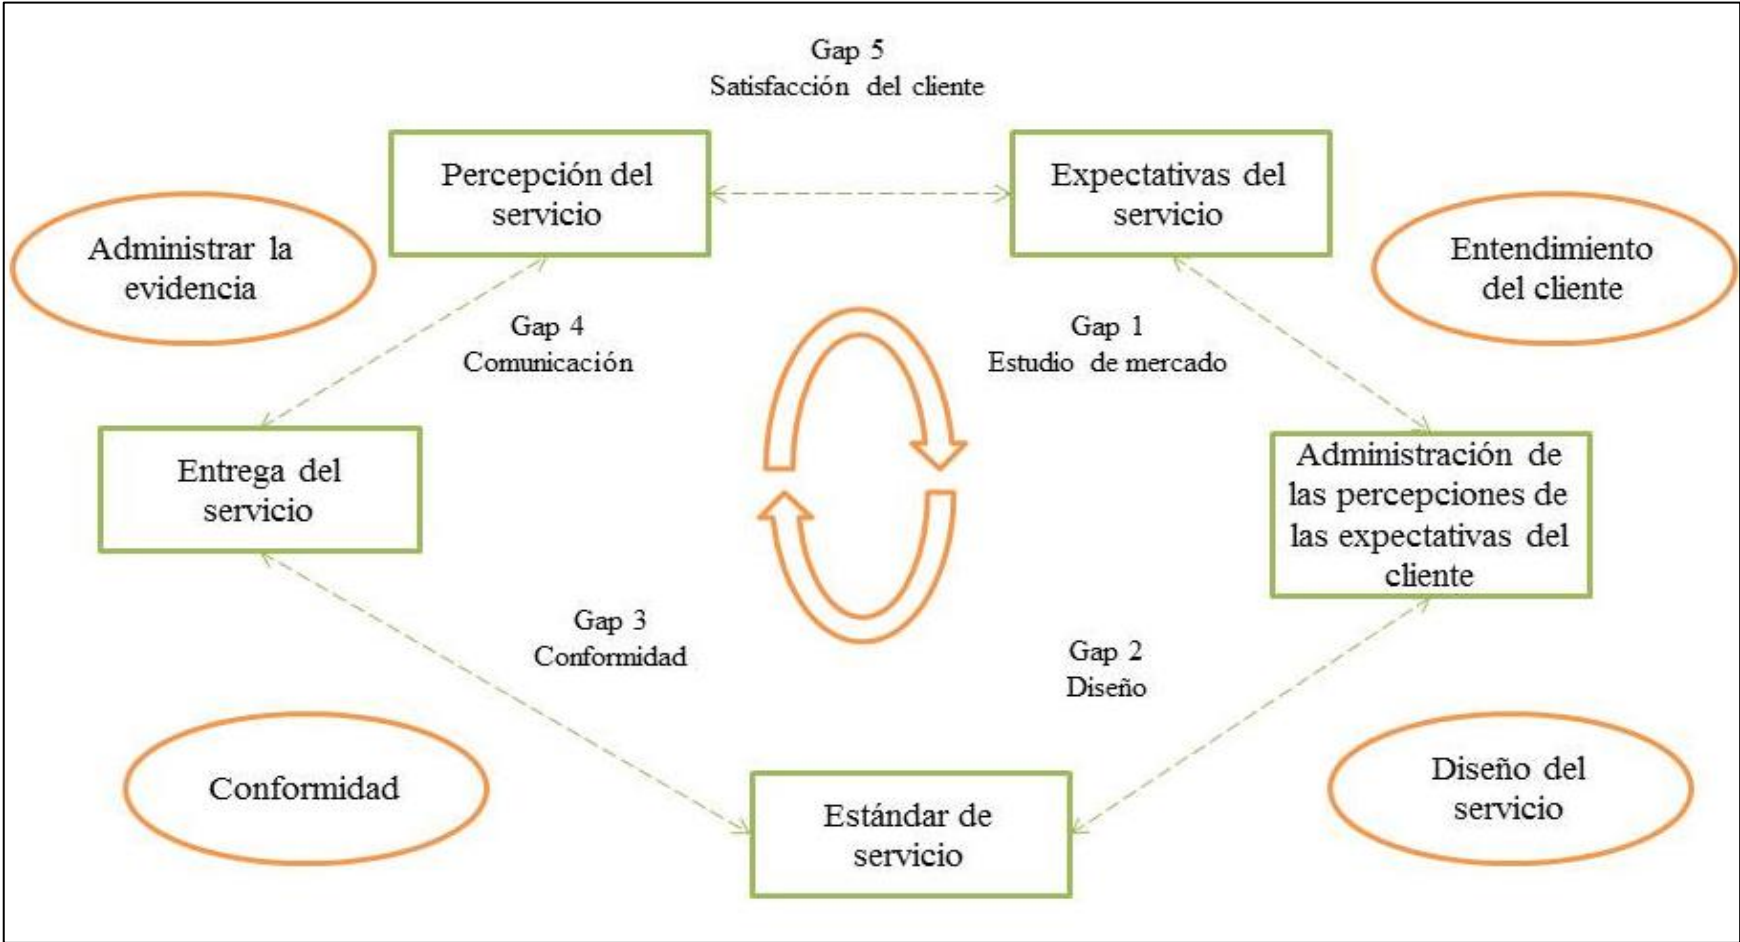 Gap 5
Satisfacción del cliente
Percepción del
servicio
Expectativas del
servicio
Administrar la
evidencia
Entendimiento
del cliente
Gap 4
Comunicación
Gap 1
Estudio de mercado
Entrega del
servicio
Administración de
las percepciones de
las expectativas del
cliente
Gap 3
Conformidad
Gap 2
Diseño
Conformidad
Estándar de
servicio
Diseño del
servicio